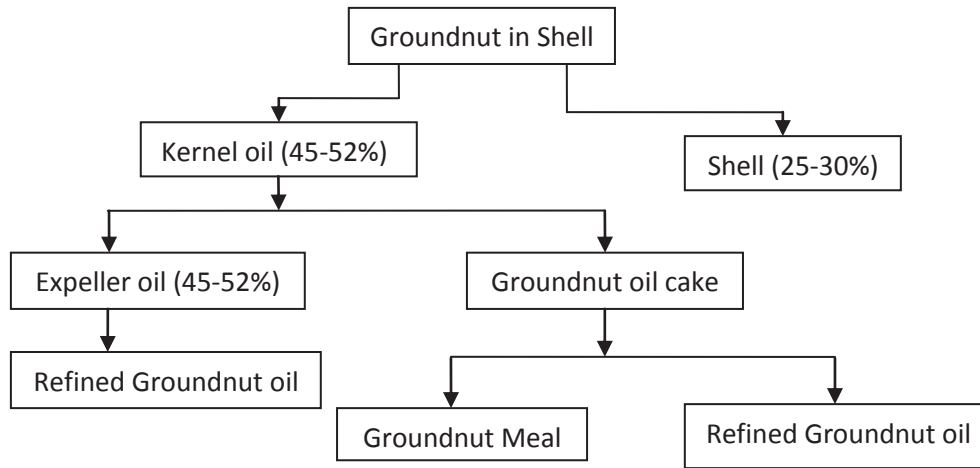 Groundnut in Shell
Kernel oil (45-52%)
Shell (25-30%)
Expeller oil (45-52%)
Groundnut oil cake
Refined Groundnut oil
Groundnut Meal
Refined Groundnut oil